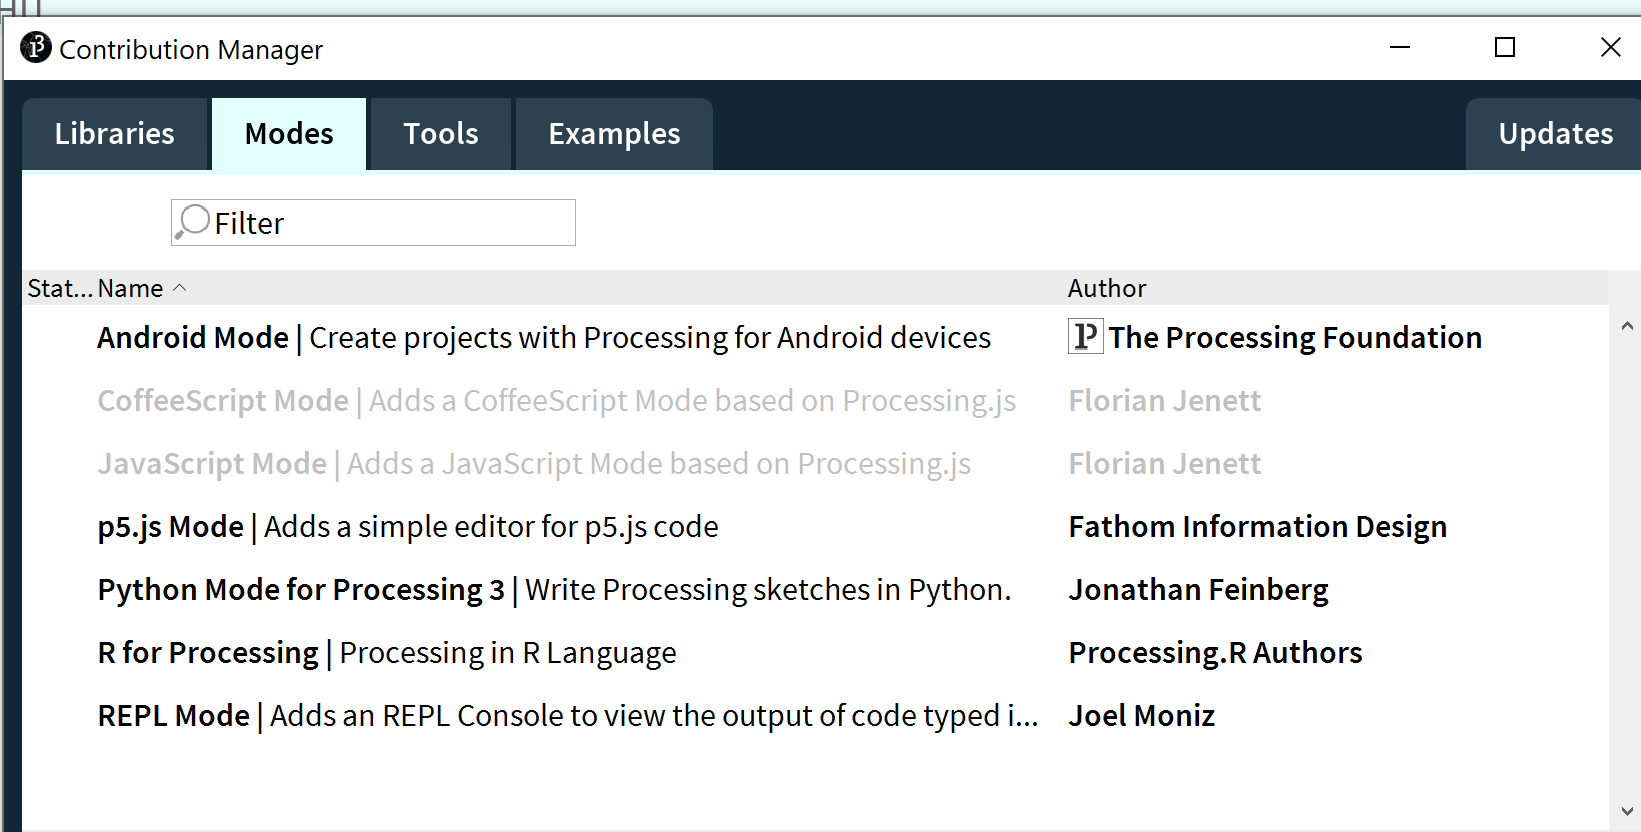 Contribution Manager
Libraries Modes Tools Examples Updates
Filter
Stat... Name Author
Android Mode | Create projects with Processing for Android devices The Processing Foundation
CoffeeScript Mode | Adds a CoffeeScript Mode based on Processing.js Florian Jenett
JavaScript Mode | Adds a JavaScript Mode based on Processing.js Florian Jenett
p5.js Mode | Adds a simple editor for p5.js code Fathom Information Design
Python Mode for Processing 3 | Write Processing sketches in Python. Jonathan Feinberg
R for Processing | Processing in R Language Processing.R Authors
REPL Mode | Adds an REPL Console to view the output of code typed i... Joel Moniz